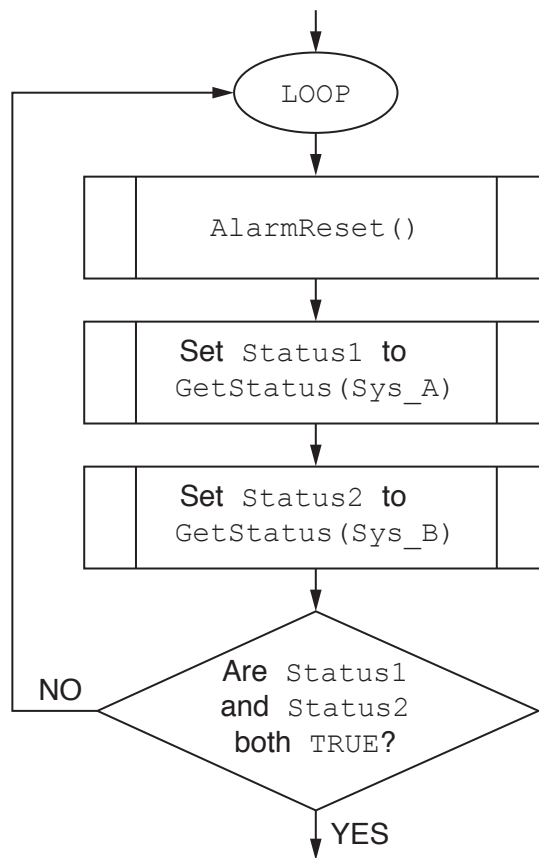 LOOP
AlarmReset()
Set Status1 to
GetStatus(Sys_A)
Set Status2 to
GetStatus(Sys_B)
Are Status1
and Status2
both TRUE?
NO
YES